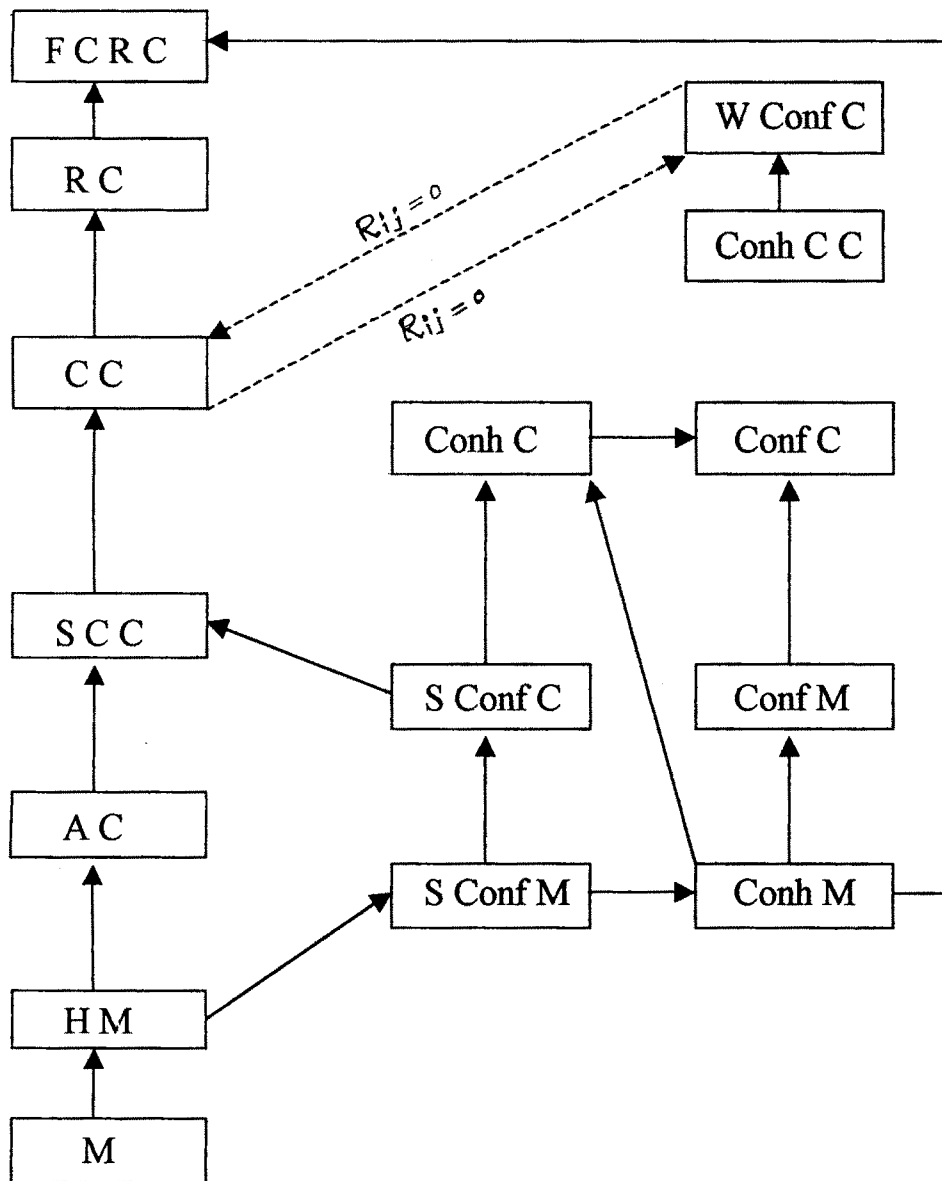 F C R C
W Conf C
R C
Rij = 0
Conh C C
Rij = 0
C C
Conh C
Conf C
S C C
S Conf C
Conf M
A C
S Conf M
Conh M
H M
M